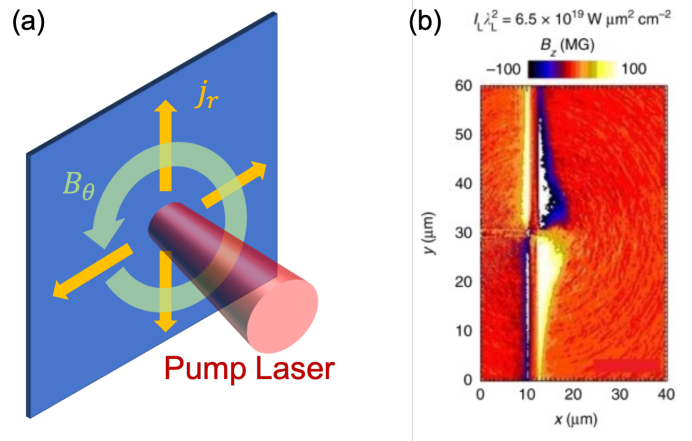 (a)
j_r
B_θ
Pump Laser
(b)
I_L λ_L^2 = 6.5 × 10^19 W μm^2 cm^−2
B_z (MG)
−100 100
60
50
40
30
20
10
0
y (μm)
0 10 20 30 40
x (μm)